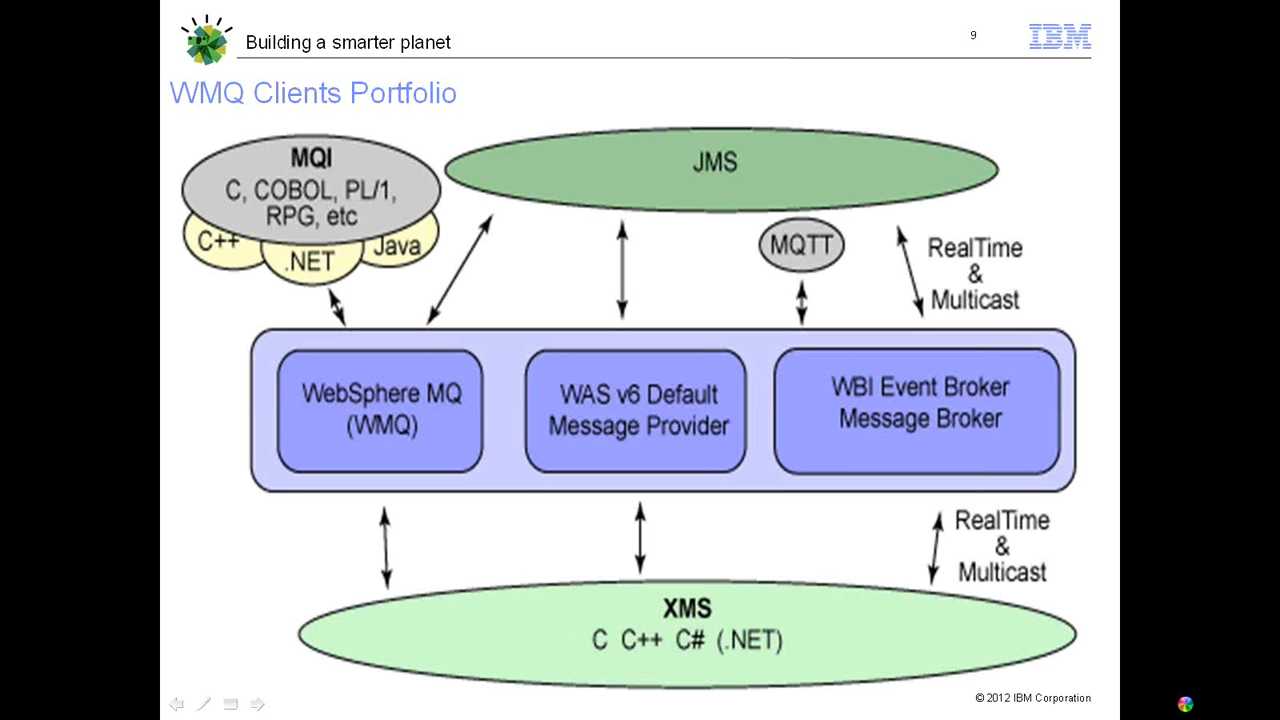 Building a
r planet
9
IBM
WMQ Clients Portfolio
MQI
C, COBOL, PL/1,
RPG, etc
C++
.NET
Java
JMS
MQTT
RealTime
&
Multicast
WebSphere MQ
(WMQ)
WAS v6 Default
Message Provider
WBI Event Broker
Message Broker
RealTime
&
Multicast
XMS
C C++ C# (.NET)
© 2012 IBM Corporation